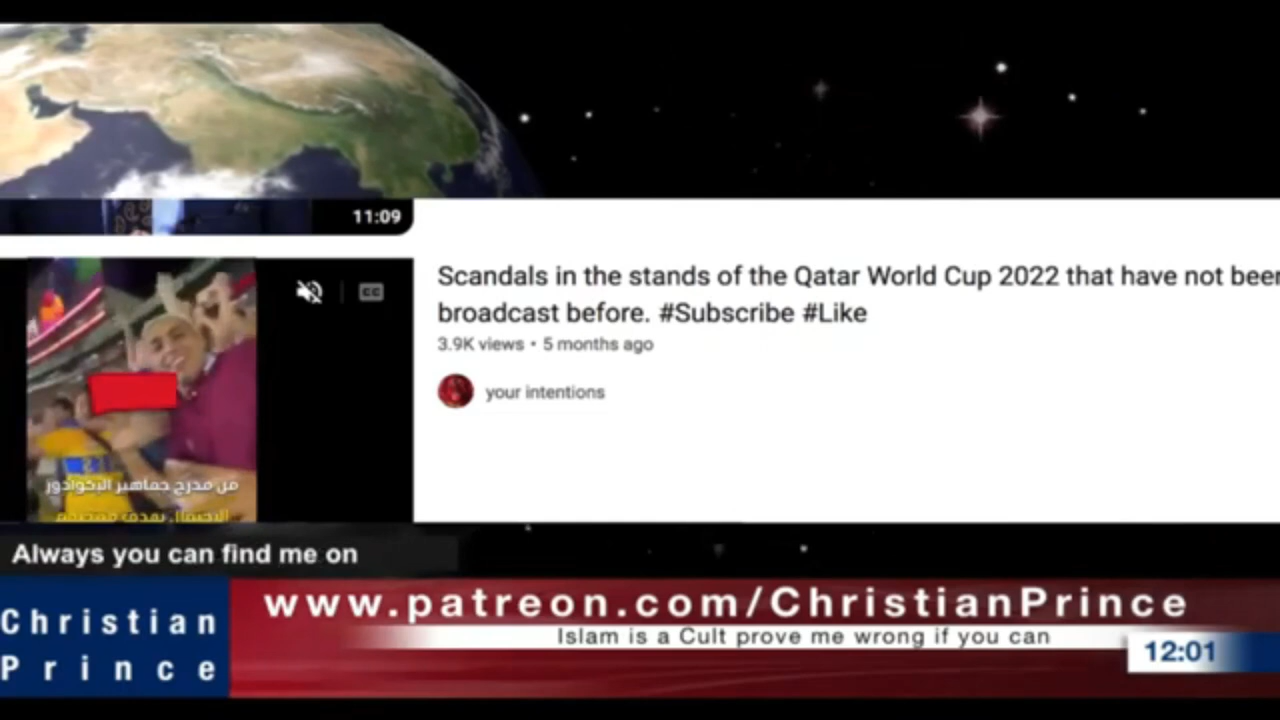 11:09
CC
Scandals in the stands of the Qatar World Cup 2022 that have not been
broadcast before. #Subscribe #Like
3.9K views • 5 months ago
your intentions
من مدرج جماهير الإكوادور
Always you can find me on
www.patreon.com/ChristianPrince
Christian
Prince
Islam is a Cult prove me wrong if you can
12:01